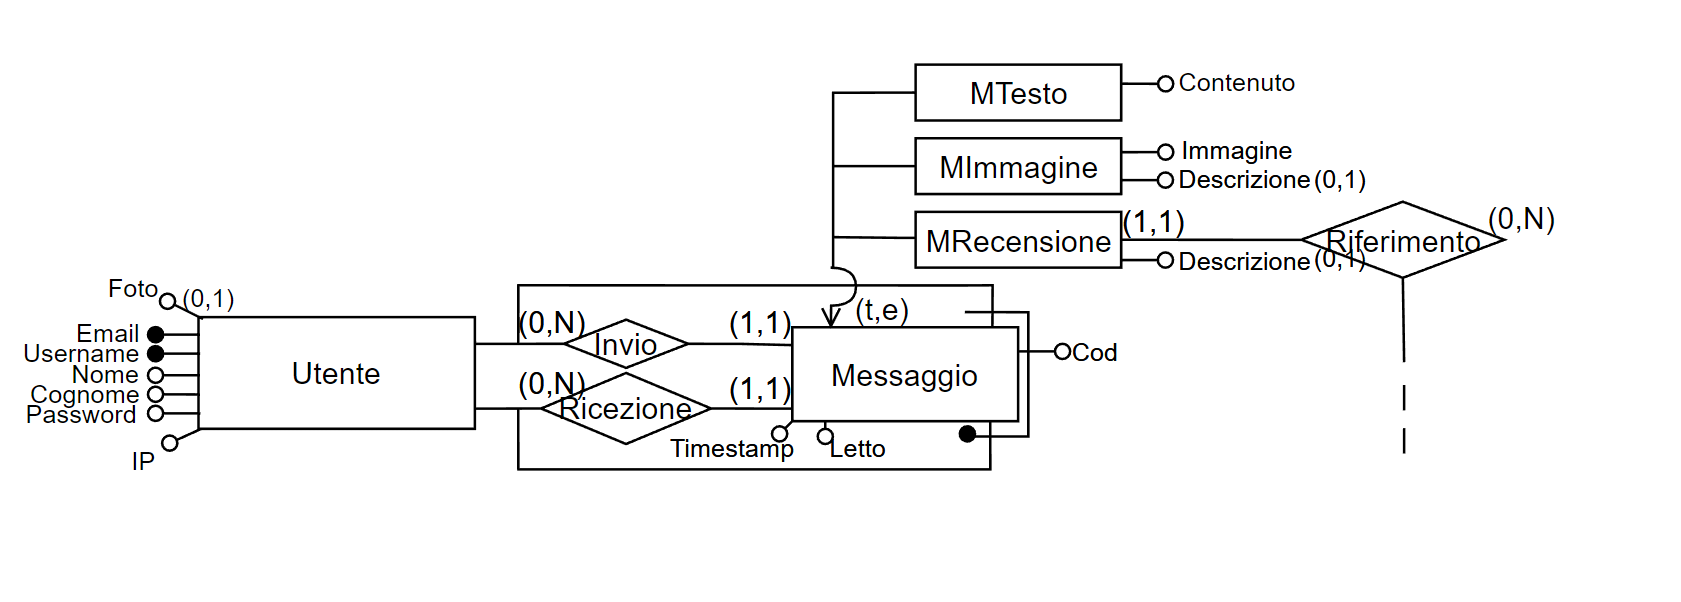 MTesto
Contenuto
MImmagine
Immagine
Descrizione (0,1)
MRecensione
(1,1)
Descrizione (0,1)
Riferimento
(0,N)
Foto
(0,1)
Email
Username
Nome
Cognome
Password
IP
Utente
(0,N)
Invio
(1,1)
(0,N)
Ricezione
(1,1)
(t,e)
Messaggio
Cod
Timestamp
Letto